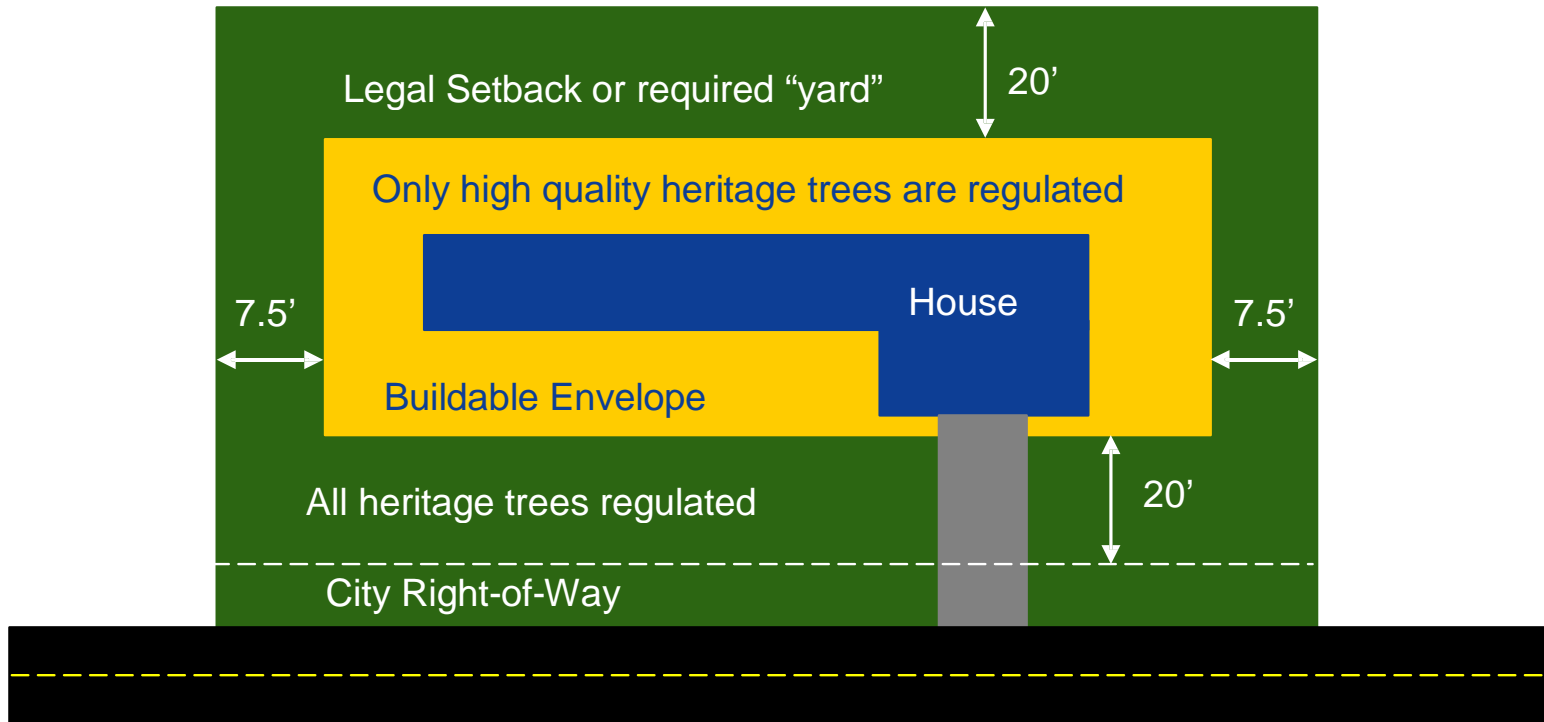 Legal Setback or required “yard”
20’
Only high quality heritage trees are regulated
House
7.5’
7.5’
Buildable Envelope
All heritage trees regulated
20’
City Right-of-Way